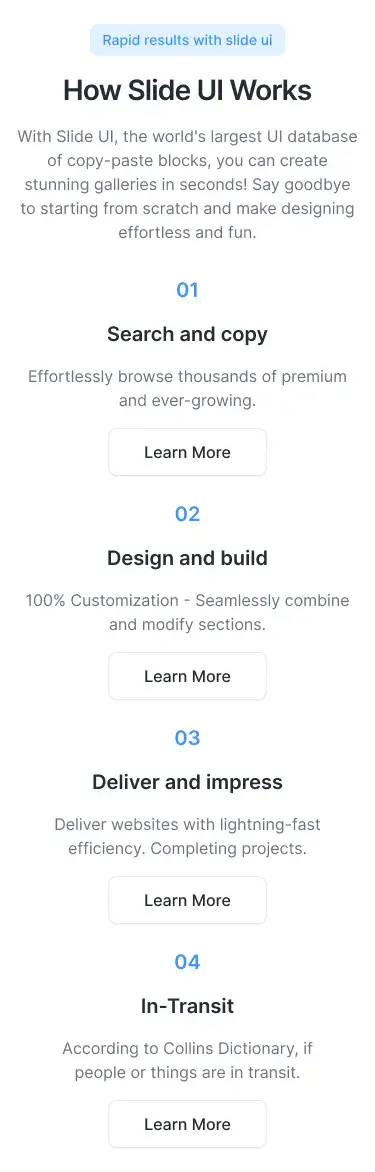 Rapid results with slide ui
How Slide UI Works
With Slide UI, the world's largest UI database
of copy-paste blocks, you can create
stunning galleries in seconds! Say goodbye
to starting from scratch and make designing
effortless and fun.
01
Search and copy
Effortlessly browse thousands of premium
and ever-growing.
Learn More
02
Design and build
100% Customization - Seamlessly combine
and modify sections.
Learn More
03
Deliver and impress
Deliver websites with lightning-fast
efficiency. Completing projects.
Learn More
04
In-Transit
According to Collins Dictionary, if
people or things are in transit.
Learn More